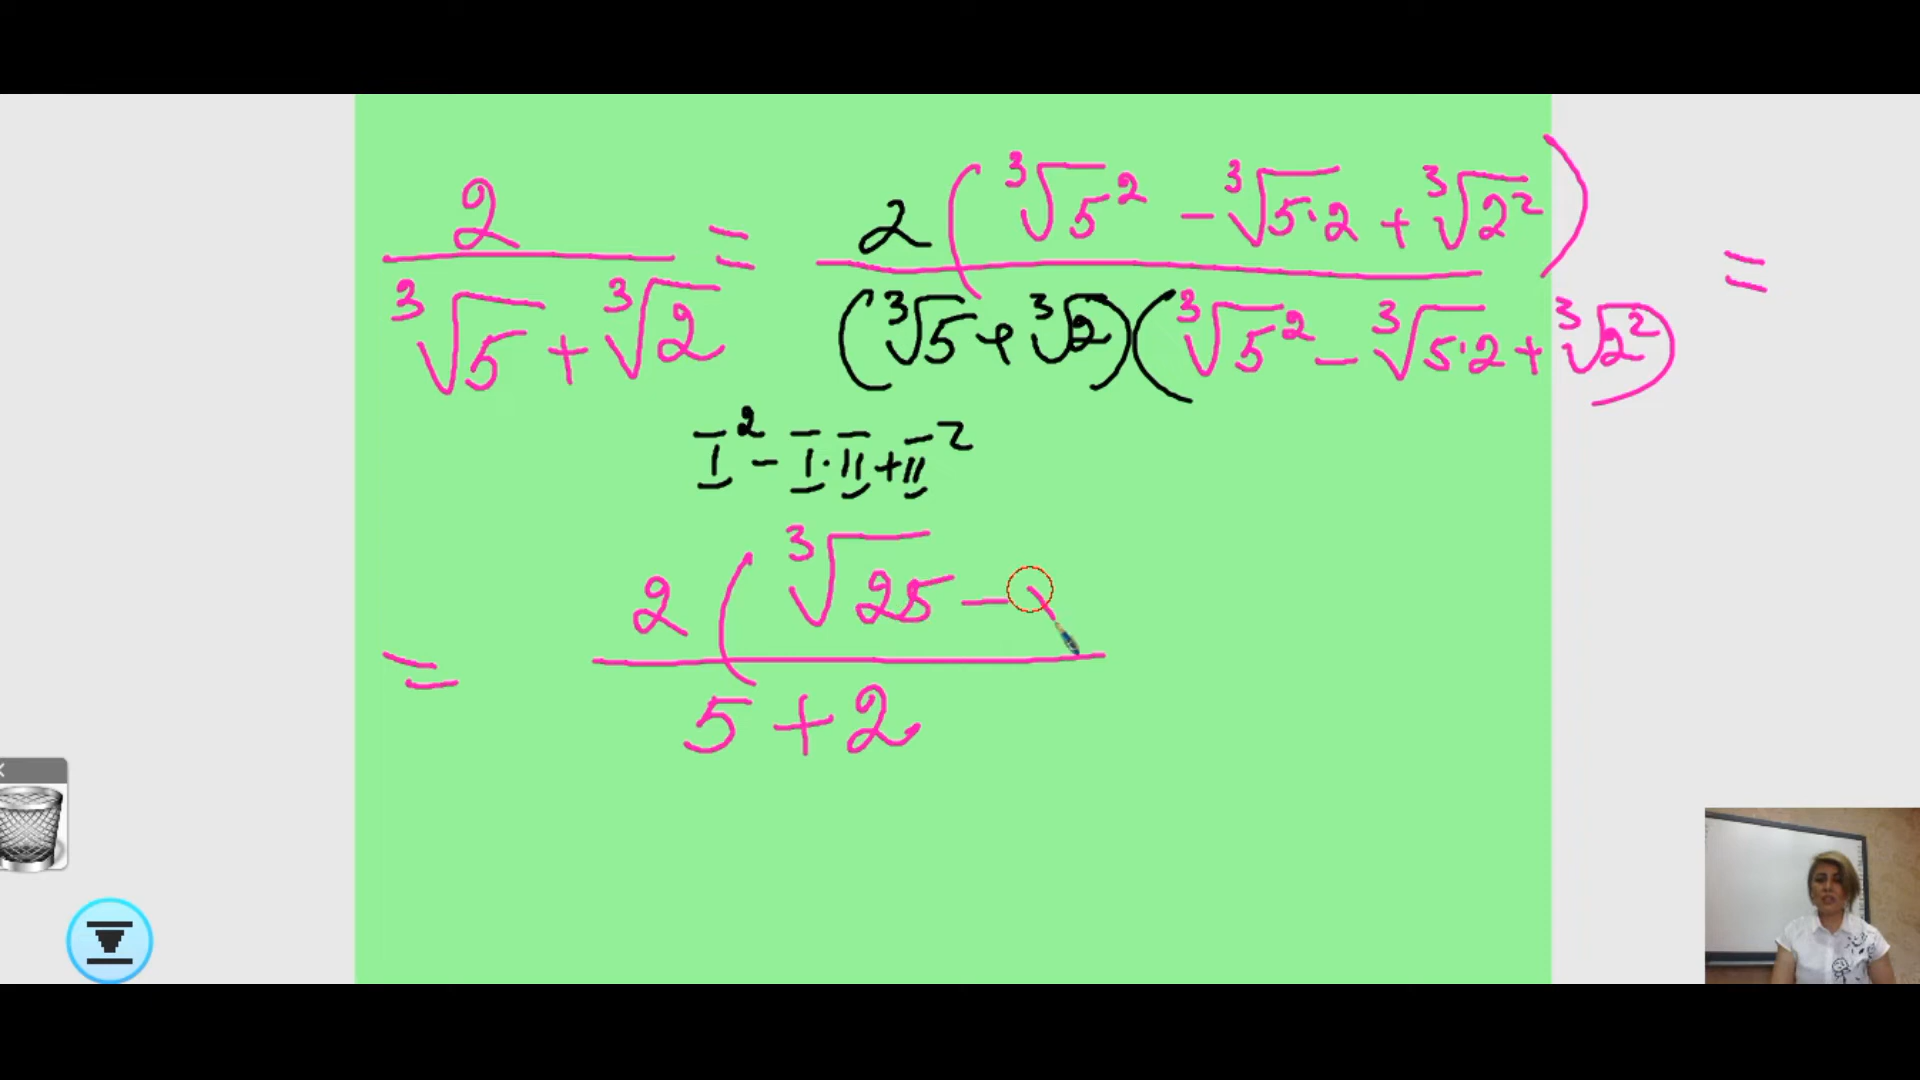 2/(∛5 + ∛2) = 2(∛5² - ∛5·2 + ∛2²)/((∛5 + ∛2)(∛5² - ∛5·2 + ∛2²)) =
I² - I·II + II²
= 2(∛25 - /(5 + 2)